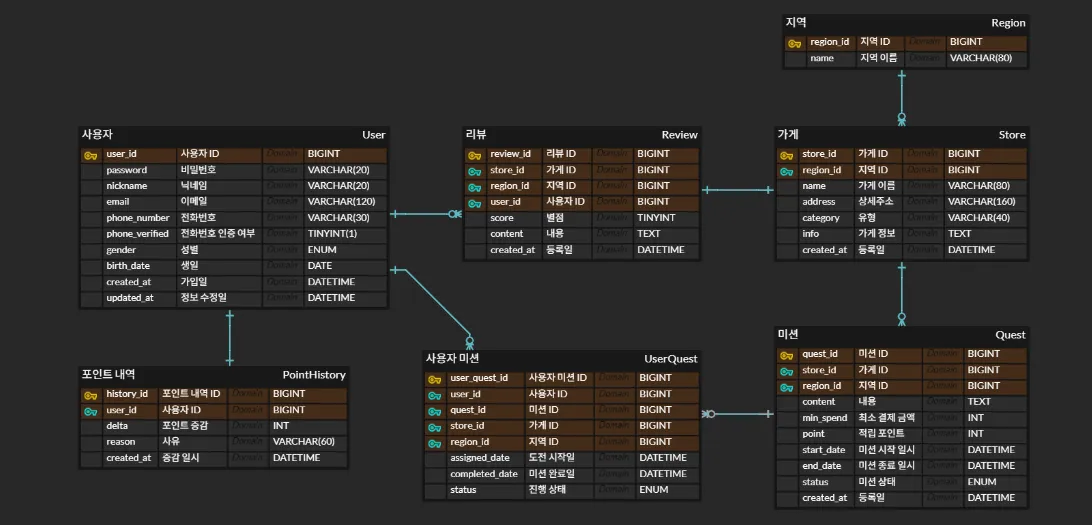 지역 Region
region_id 지역 ID Domain BIGINT
name 지역 이름 Domain VARCHAR(80)
사용자 User
user_id 사용자 ID Domain BIGINT
password 비밀번호 Domain VARCHAR(20)
nickname 닉네임 Domain VARCHAR(20)
email 이메일 Domain VARCHAR(120)
phone_number 전화번호 Domain VARCHAR(30)
phone_verified 전화번호 인증 여부 Domain TINYINT(1)
gender 성별 Domain ENUM
birth_date 생일 Domain DATE
created_at 가입일 Domain DATETIME
updated_at 정보 수정일 Domain DATETIME
리뷰 Review
review_id 리뷰 ID Domain BIGINT
store_id 가게 ID Domain BIGINT
region_id 지역 ID Domain BIGINT
user_id 사용자 ID Domain BIGINT
score 별점 Domain TINYINT
content 내용 Domain TEXT
created_at 등록일 Domain DATETIME
가게 Store
store_id 가게 ID Domain BIGINT
region_id 지역 ID Domain BIGINT
name 가게 이름 Domain VARCHAR(80)
address 상세주소 Domain VARCHAR(160)
category 유형 Domain VARCHAR(40)
info 가게 정보 Domain TEXT
created_at 등록일 Domain DATETIME
포인트 내역 PointHistory
history_id 포인트 내역 ID Domain BIGINT
user_id 사용자 ID Domain BIGINT
delta 포인트 증감 Domain INT
reason 사유 Domain VARCHAR(60)
created_at 증감 일시 Domain DATETIME
사용자 미션 UserQuest
user_quest_id 사용자 미션 ID Domain BIGINT
user_id 사용자 ID Domain BIGINT
quest_id 미션 ID Domain BIGINT
store_id 가게 ID Domain BIGINT
region_id 지역 ID Domain BIGINT
assigned_date 도전 시작일 Domain DATETIME
completed_date 미션 완료일 Domain DATETIME
status 진행 상태 Domain ENUM
미션 Quest
quest_id 미션 ID Domain BIGINT
store_id 가게 ID Domain BIGINT
region_id 지역 ID Domain BIGINT
content 내용 Domain TEXT
min_spend 최소 결제 금액 Domain INT
point 적립 포인트 Domain INT
start_date 미션 시작 일시 Domain DATETIME
end_date 미션 종료 일시 Domain DATETIME
status 미션 상태 Domain ENUM
created_at 등록일 Domain DATETIME